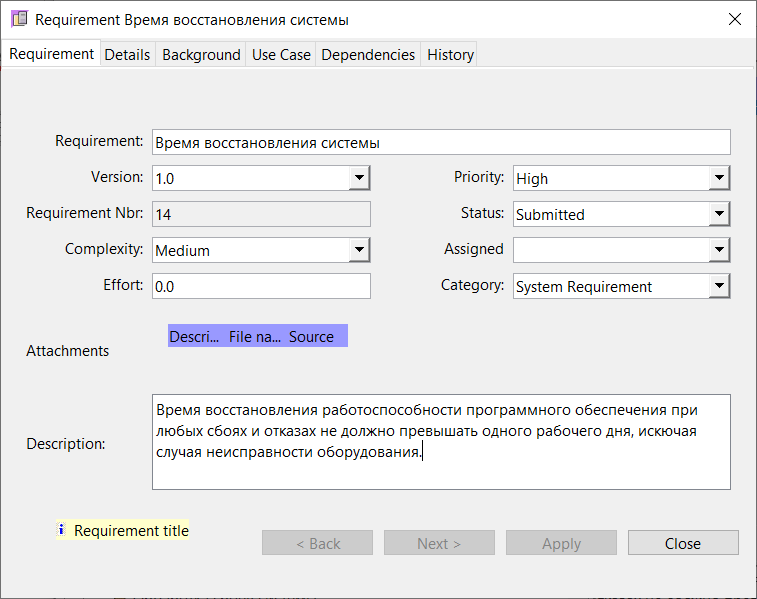 Requirement Время восстановления системы
Requirement Details Background Use Case Dependencies History
Requirement: Время восстановления системы
Version: 1.0 Priority: High
Requirement Nbr: 14 Status: Submitted
Complexity: Medium Assigned
Effort: 0.0 Category: System Requirement
Descri... File na... Source
Attachments
Description:
Время восстановления работоспособности программного обеспечения при
любых сбоях и отказах не должно превышать одного рабочего дня, искючая
случая неисправности оборудования.
Requirement title
< Back Next > Apply Close